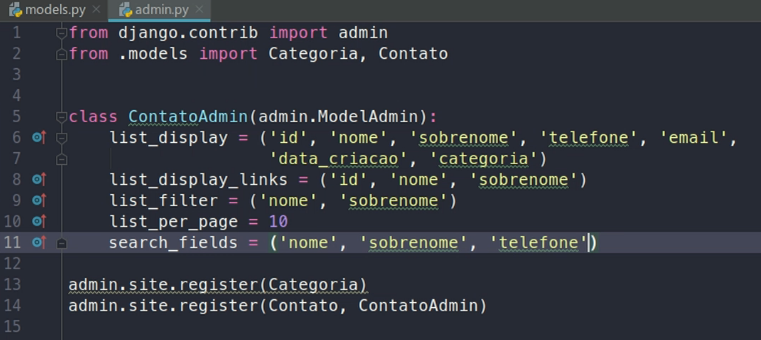 models.py × admin.py ×
1 from django.contrib import admin
2 from .models import Categoria, Contato
3
4
5 class ContatoAdmin(admin.ModelAdmin):
6     list_display = ('id', 'nome', 'sobrenome', 'telefone', 'email',
7                     'data_criacao', 'categoria')
8     list_display_links = ('id', 'nome', 'sobrenome')
9     list_filter = ('nome', 'sobrenome')
10     list_per_page = 10
11     search_fields = ('nome', 'sobrenome', 'telefone')
12
13 admin.site.register(Categoria)
14 admin.site.register(Contato, ContatoAdmin)
15